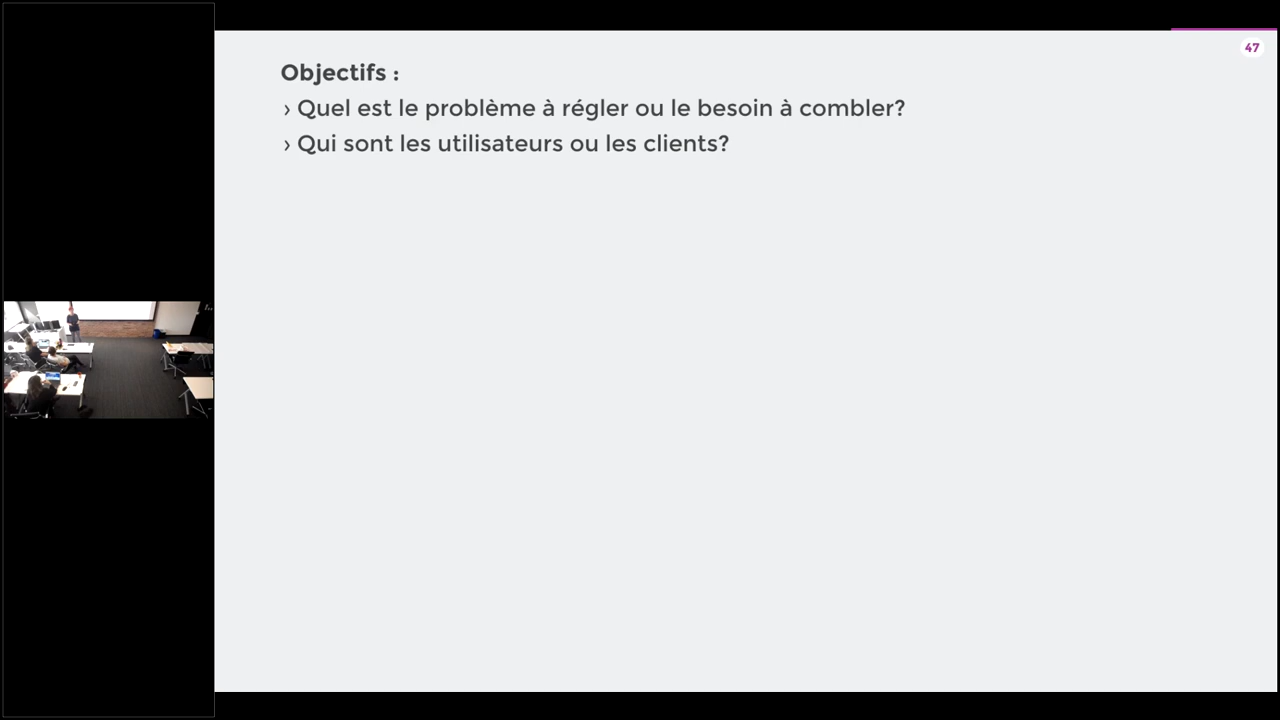 47
Objectifs :
› Quel est le problème à régler ou le besoin à combler?
› Qui sont les utilisateurs ou les clients?